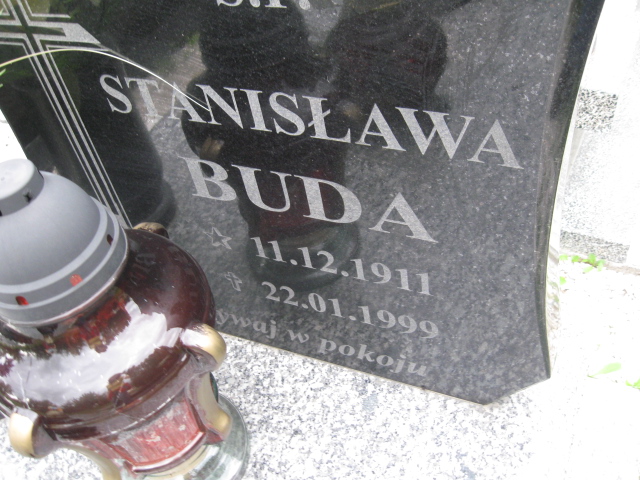 Ś.P.
STANISŁAWA
BUDA
11.12.1911
22.01.1999
w pokoju